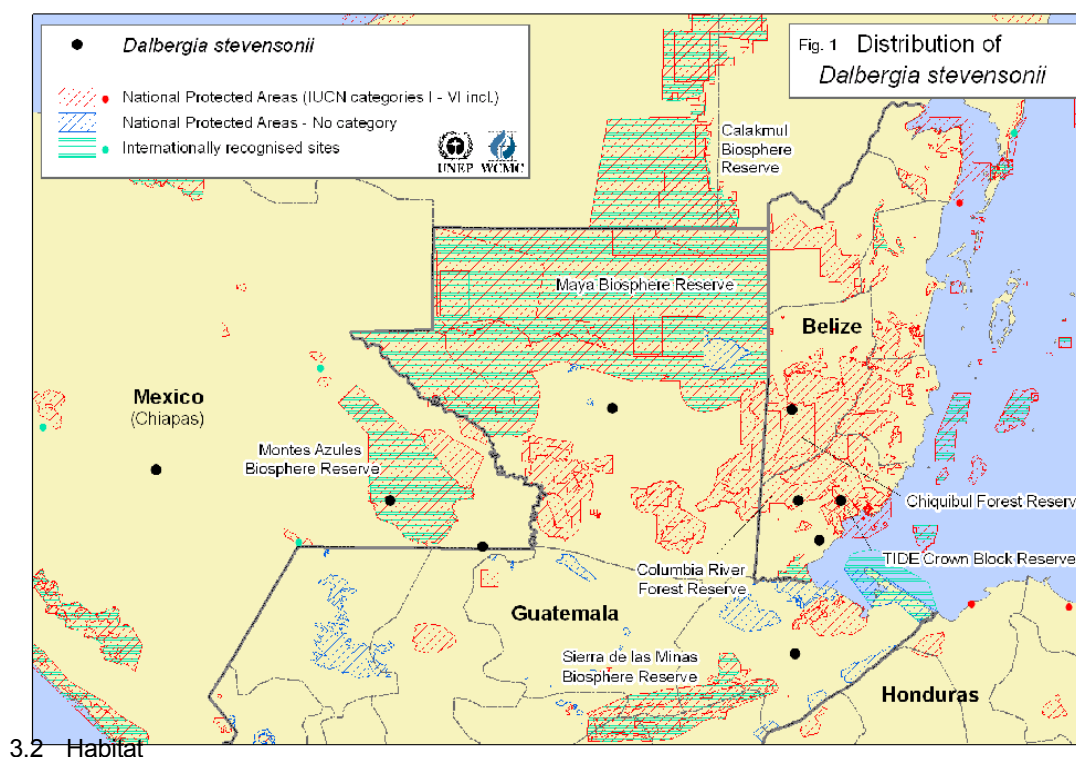 Dalbergia stevensonii
National Protected Areas (IUCN categories I - VI incl.)
National Protected Areas - No category
Internationally recognised sites
UNEP WCMC
Fig. 1 Distribution of
Dalbergia stevensonii
Calakmul
Biosphere
Reserve
Maya Biosphere Reserve
Belize
Mexico
(Chiapas)
Montes Azules
Biosphere Reserve
Chiquibul Forest Reserv
TIDE Crown Block Reserve
Columbia River
Forest Reserve
Guatemala
Sierra de las Minas
Biosphere Reserve
Honduras
3.2 Habitat